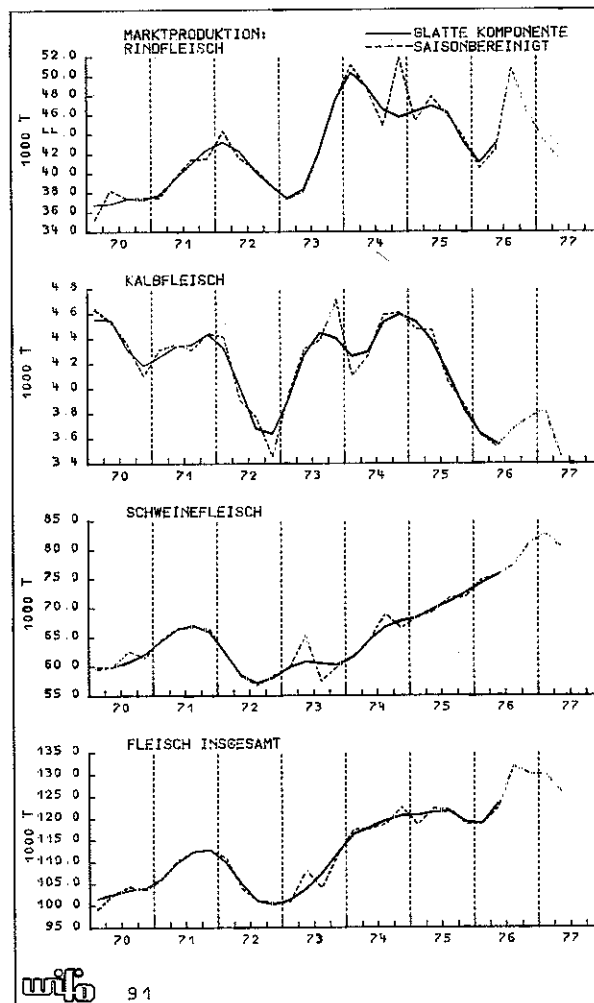 MARKTPRODUKTION:
RINDFLEISCH
GLATTE KOMPONENTE
SAISONBEREINIGT
1000 T
52 0
50 0
48 0
46 0
44 0
42 0
40 0
38 0
36 0
34 0
70 71 72 73 74 75 76 77
KALBFLEISCH
1000 T
4 8
4 6
4 4
4 2
4 0
3 8
3 6
3 4
70 71 72 73 74 75 76 77
SCHWEINEFLEISCH
1000 T
85 0
80 0
75 0
70 0
65 0
60 0
55 0
70 71 72 73 74 75 76 77
FLEISCH INSGESAMT
1000 T
135 0
130 0
125 0
120 0
115 0
110 0
105 0
100 0
95 0
70 71 72 73 74 75 76 77
wifo 91